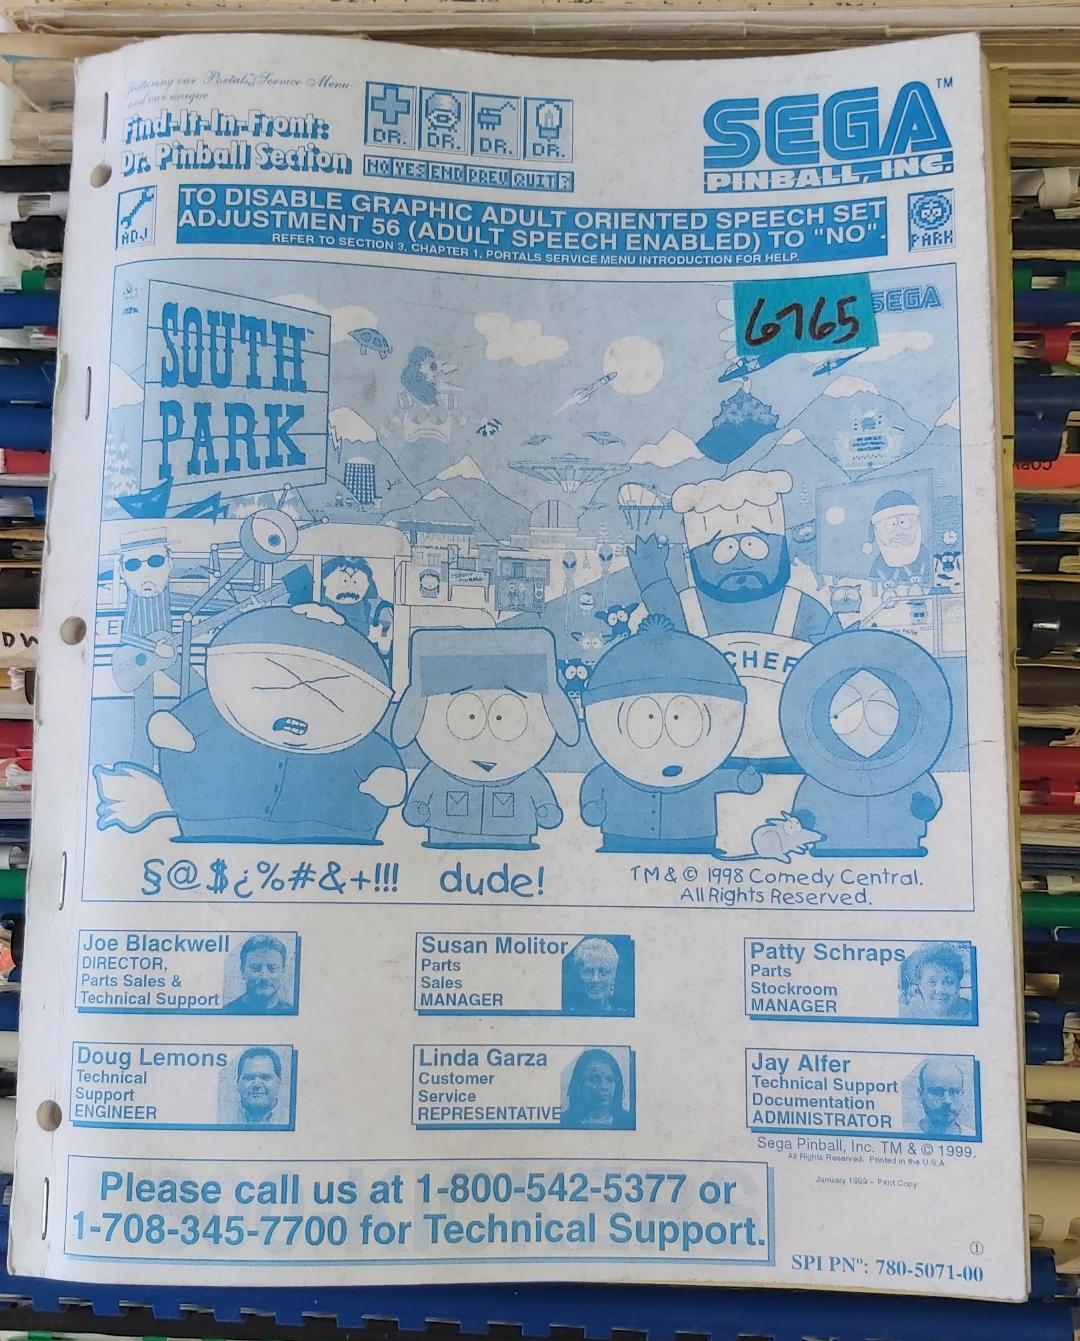 featuring our Portals™ Service Menu
and our unique
Find-It-In-Front:
Dr. Pinball Section
DR. DR. DR. DR.
NO YES END PREV QUIT ?
SEGA™
PINBALL, INC.
ADJ
TO DISABLE GRAPHIC ADULT ORIENTED SPEECH SET
ADJUSTMENT 56 (ADULT SPEECH ENABLED) TO "NO".
REFER TO SECTION 3, CHAPTER 1, PORTALS SERVICE MENU INTRODUCTION FOR HELP.
PARK
SOUTH
PARK
6765
SEGA
CHEF
§@$¿%#&+!!! dude!
TM & © 1998 Comedy Central.
All Rights Reserved.
Joe Blackwell
DIRECTOR,
Parts Sales &
Technical Support
Susan Molitor
Parts
Sales
MANAGER
Patty Schraps
Parts
Stockroom
MANAGER
Doug Lemons
Technical
Support
ENGINEER
Linda Garza
Customer
Service
REPRESENTATIVE
Jay Alfer
Technical Support
Documentation
ADMINISTRATOR
Sega Pinball, Inc. TM & © 1999.
All Rights Reserved. Printed in the U.S.A.
January 1999 – Print Copy
Please call us at 1-800-542-5377 or
1-708-345-7700 for Technical Support.
①
SPI PNº: 780-5071-00